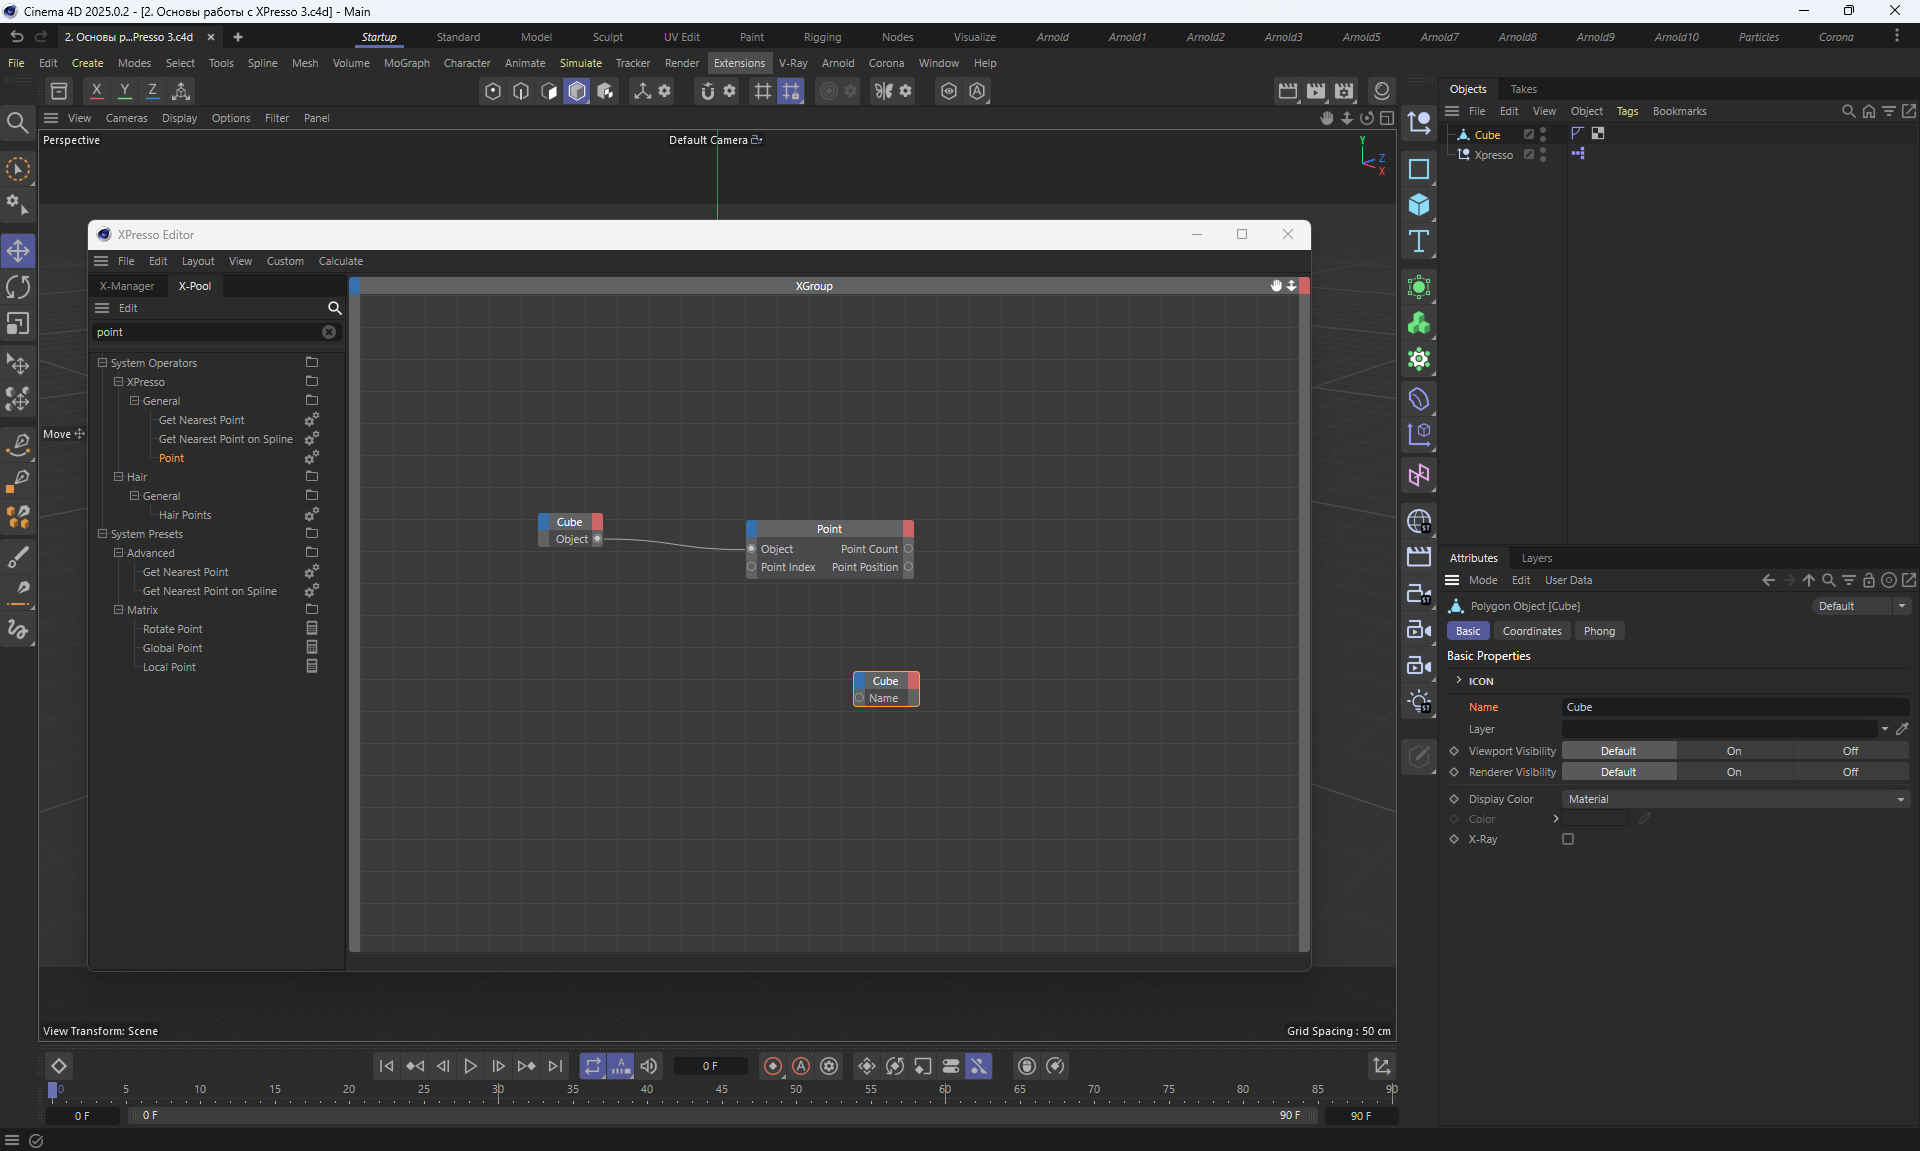 Cinema 4D 2025.0.2 - [2. Основы работы с XPresso 3.c4d] - Main
2. Основы р...Presso 3.c4d
Startup Standard Model Sculpt UV Edit Paint Rigging Nodes Visualize Arnold Arnold1 Arnold2 Arnold3 Arnold5 Arnold7 Arnold8 Arnold9 Arnold10 Particles Corona
File Edit Create Modes Select Tools Spline Mesh Volume MoGraph Character Animate Simulate Tracker Render Extensions V-Ray Arnold Corona Window Help
X Y Z
View Cameras Display Options Filter Panel
Perspective
Default Camera
Y
Z
X
Move
XPresso Editor
File Edit Layout View Custom Calculate
X-Manager X-Pool
Edit
point
System Operators
XPresso
General
Get Nearest Point
Get Nearest Point on Spline
Point
Hair
General
Hair Points
System Presets
Advanced
Get Nearest Point
Get Nearest Point on Spline
Matrix
Rotate Point
Global Point
Local Point
XGroup
Cube
Object
Point
Object Point Count
Point Index Point Position
Cube
Name
View Transform: Scene
Grid Spacing : 50 cm
0 F
0 5 10 15 20 25 30 35 40 45 50 55 60 65 70 75 80 85 90
0 F
0 F
90 F
90 F
Objects Takes
File Edit View Object Tags Bookmarks
Cube
Xpresso
ST
ST
ST
Attributes Layers
Mode Edit User Data
Polygon Object [Cube]
Default
Basic Coordinates Phong
Basic Properties
ICON
Name Cube
Layer
Viewport Visibility Default On Off
Renderer Visibility Default On Off
Display Color Material
Color
X-Ray